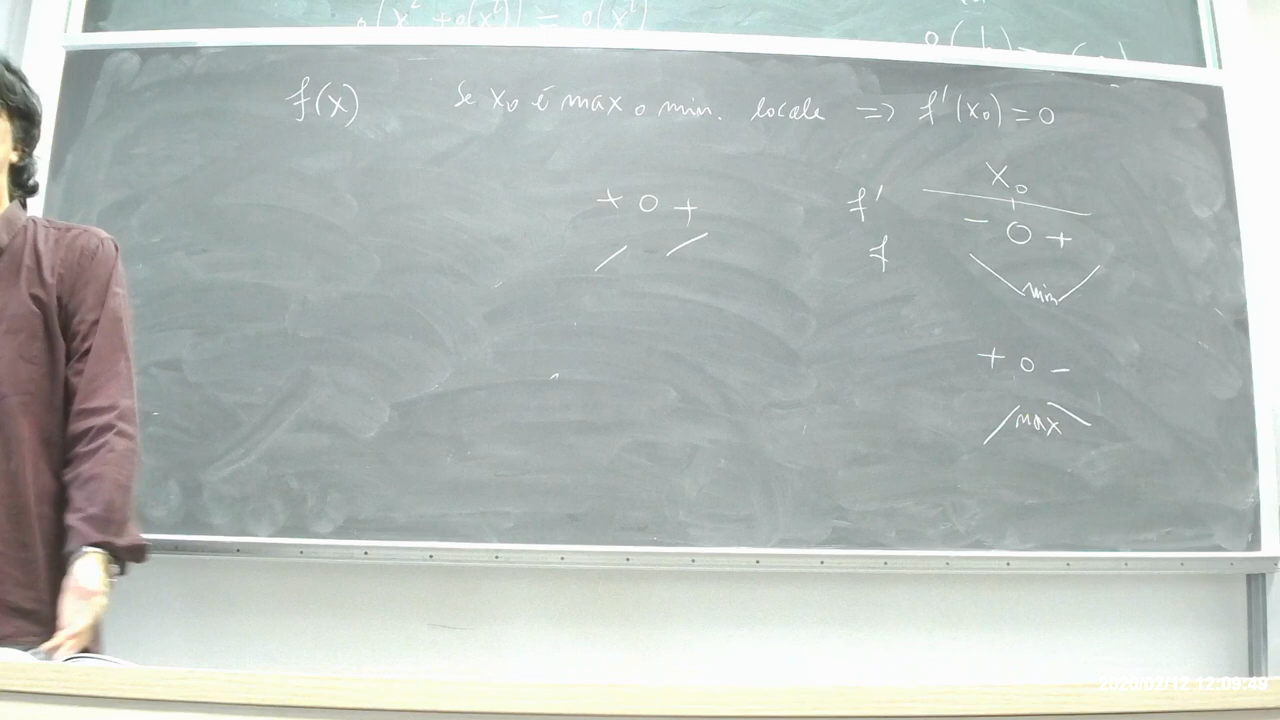 o(x² + o(x²)) = o(x²)
f(x) Se x₀ è max o min. locale => f'(x₀) = 0
x₀
+ 0 + f' - 0 +
f min
+ 0 -
max
2020/02/12 12:09:49